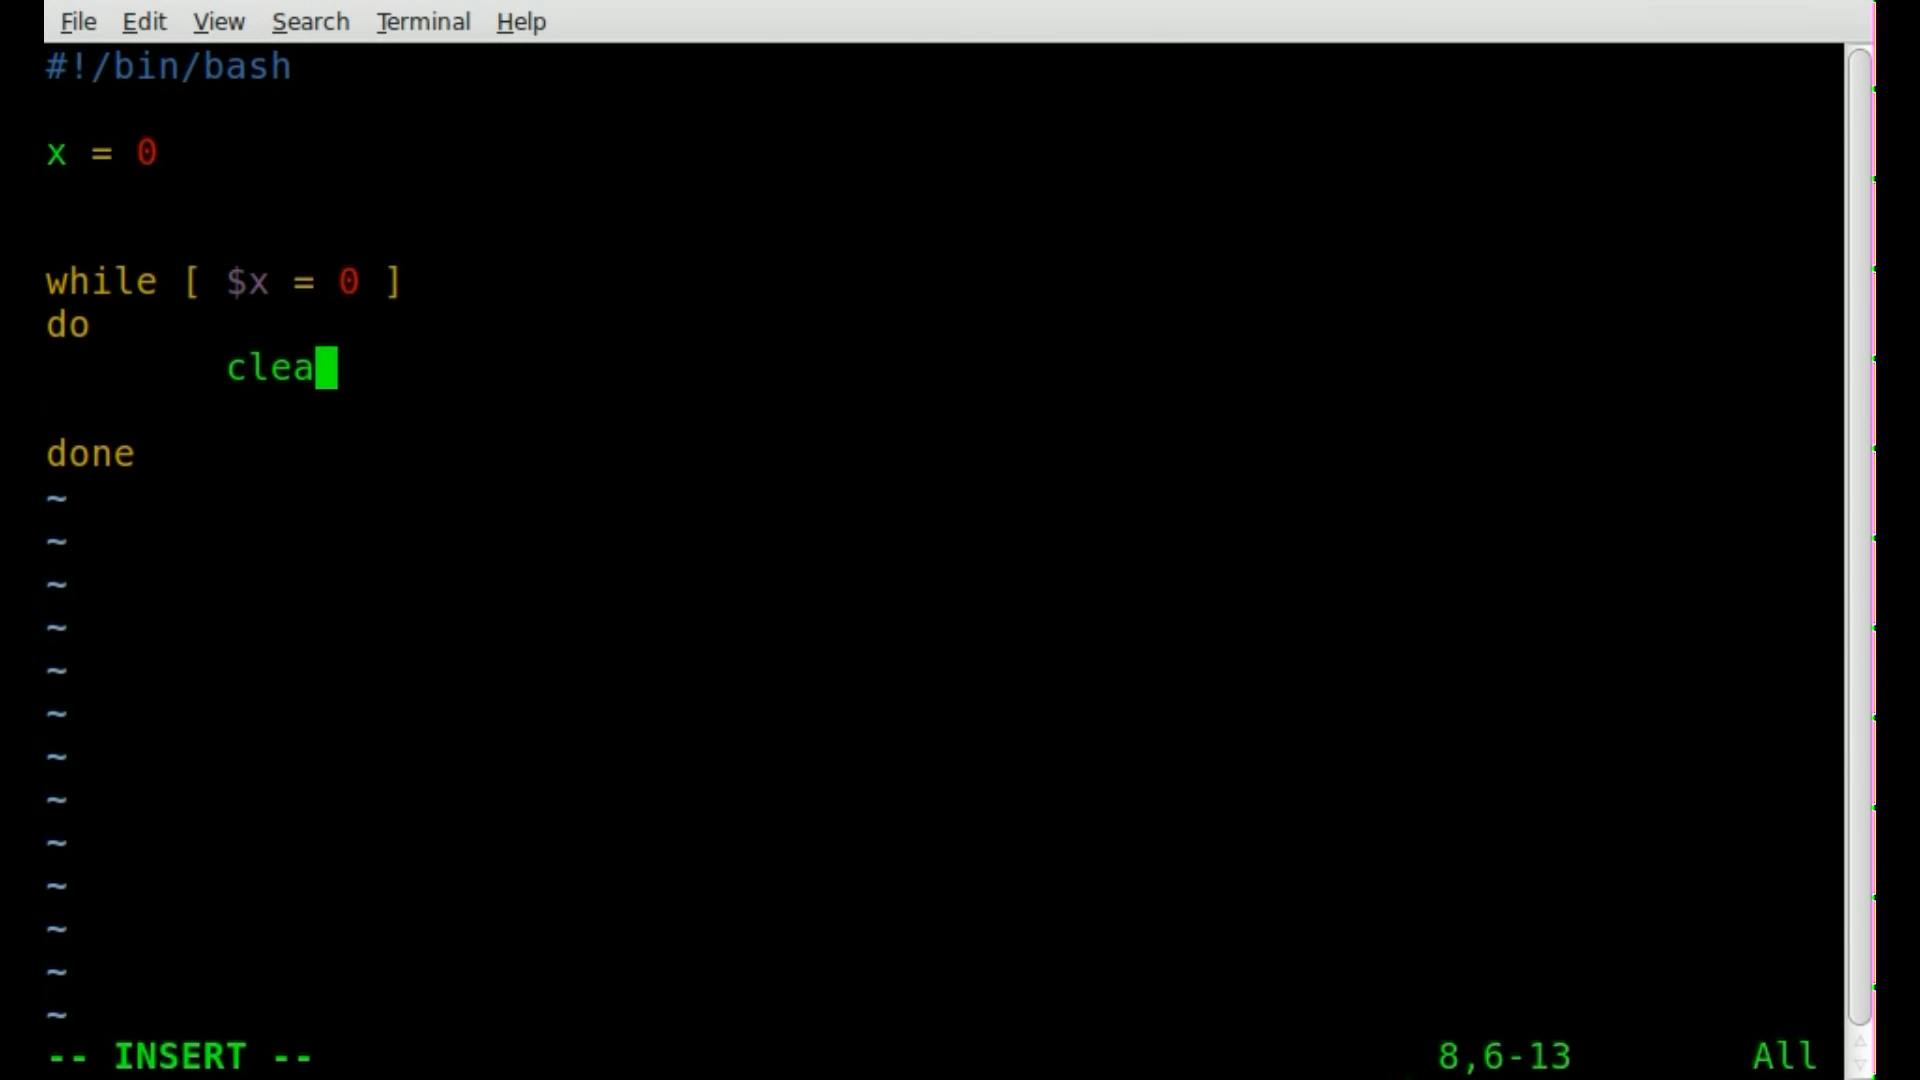 File Edit View Search Terminal Help
#!/bin/bash
x = 0
while [ $x = 0 ]
do
clea
done
~
~
~
~
~
~
~
~
~
~
~
~
~
-- INSERT -- 8,6-13 All